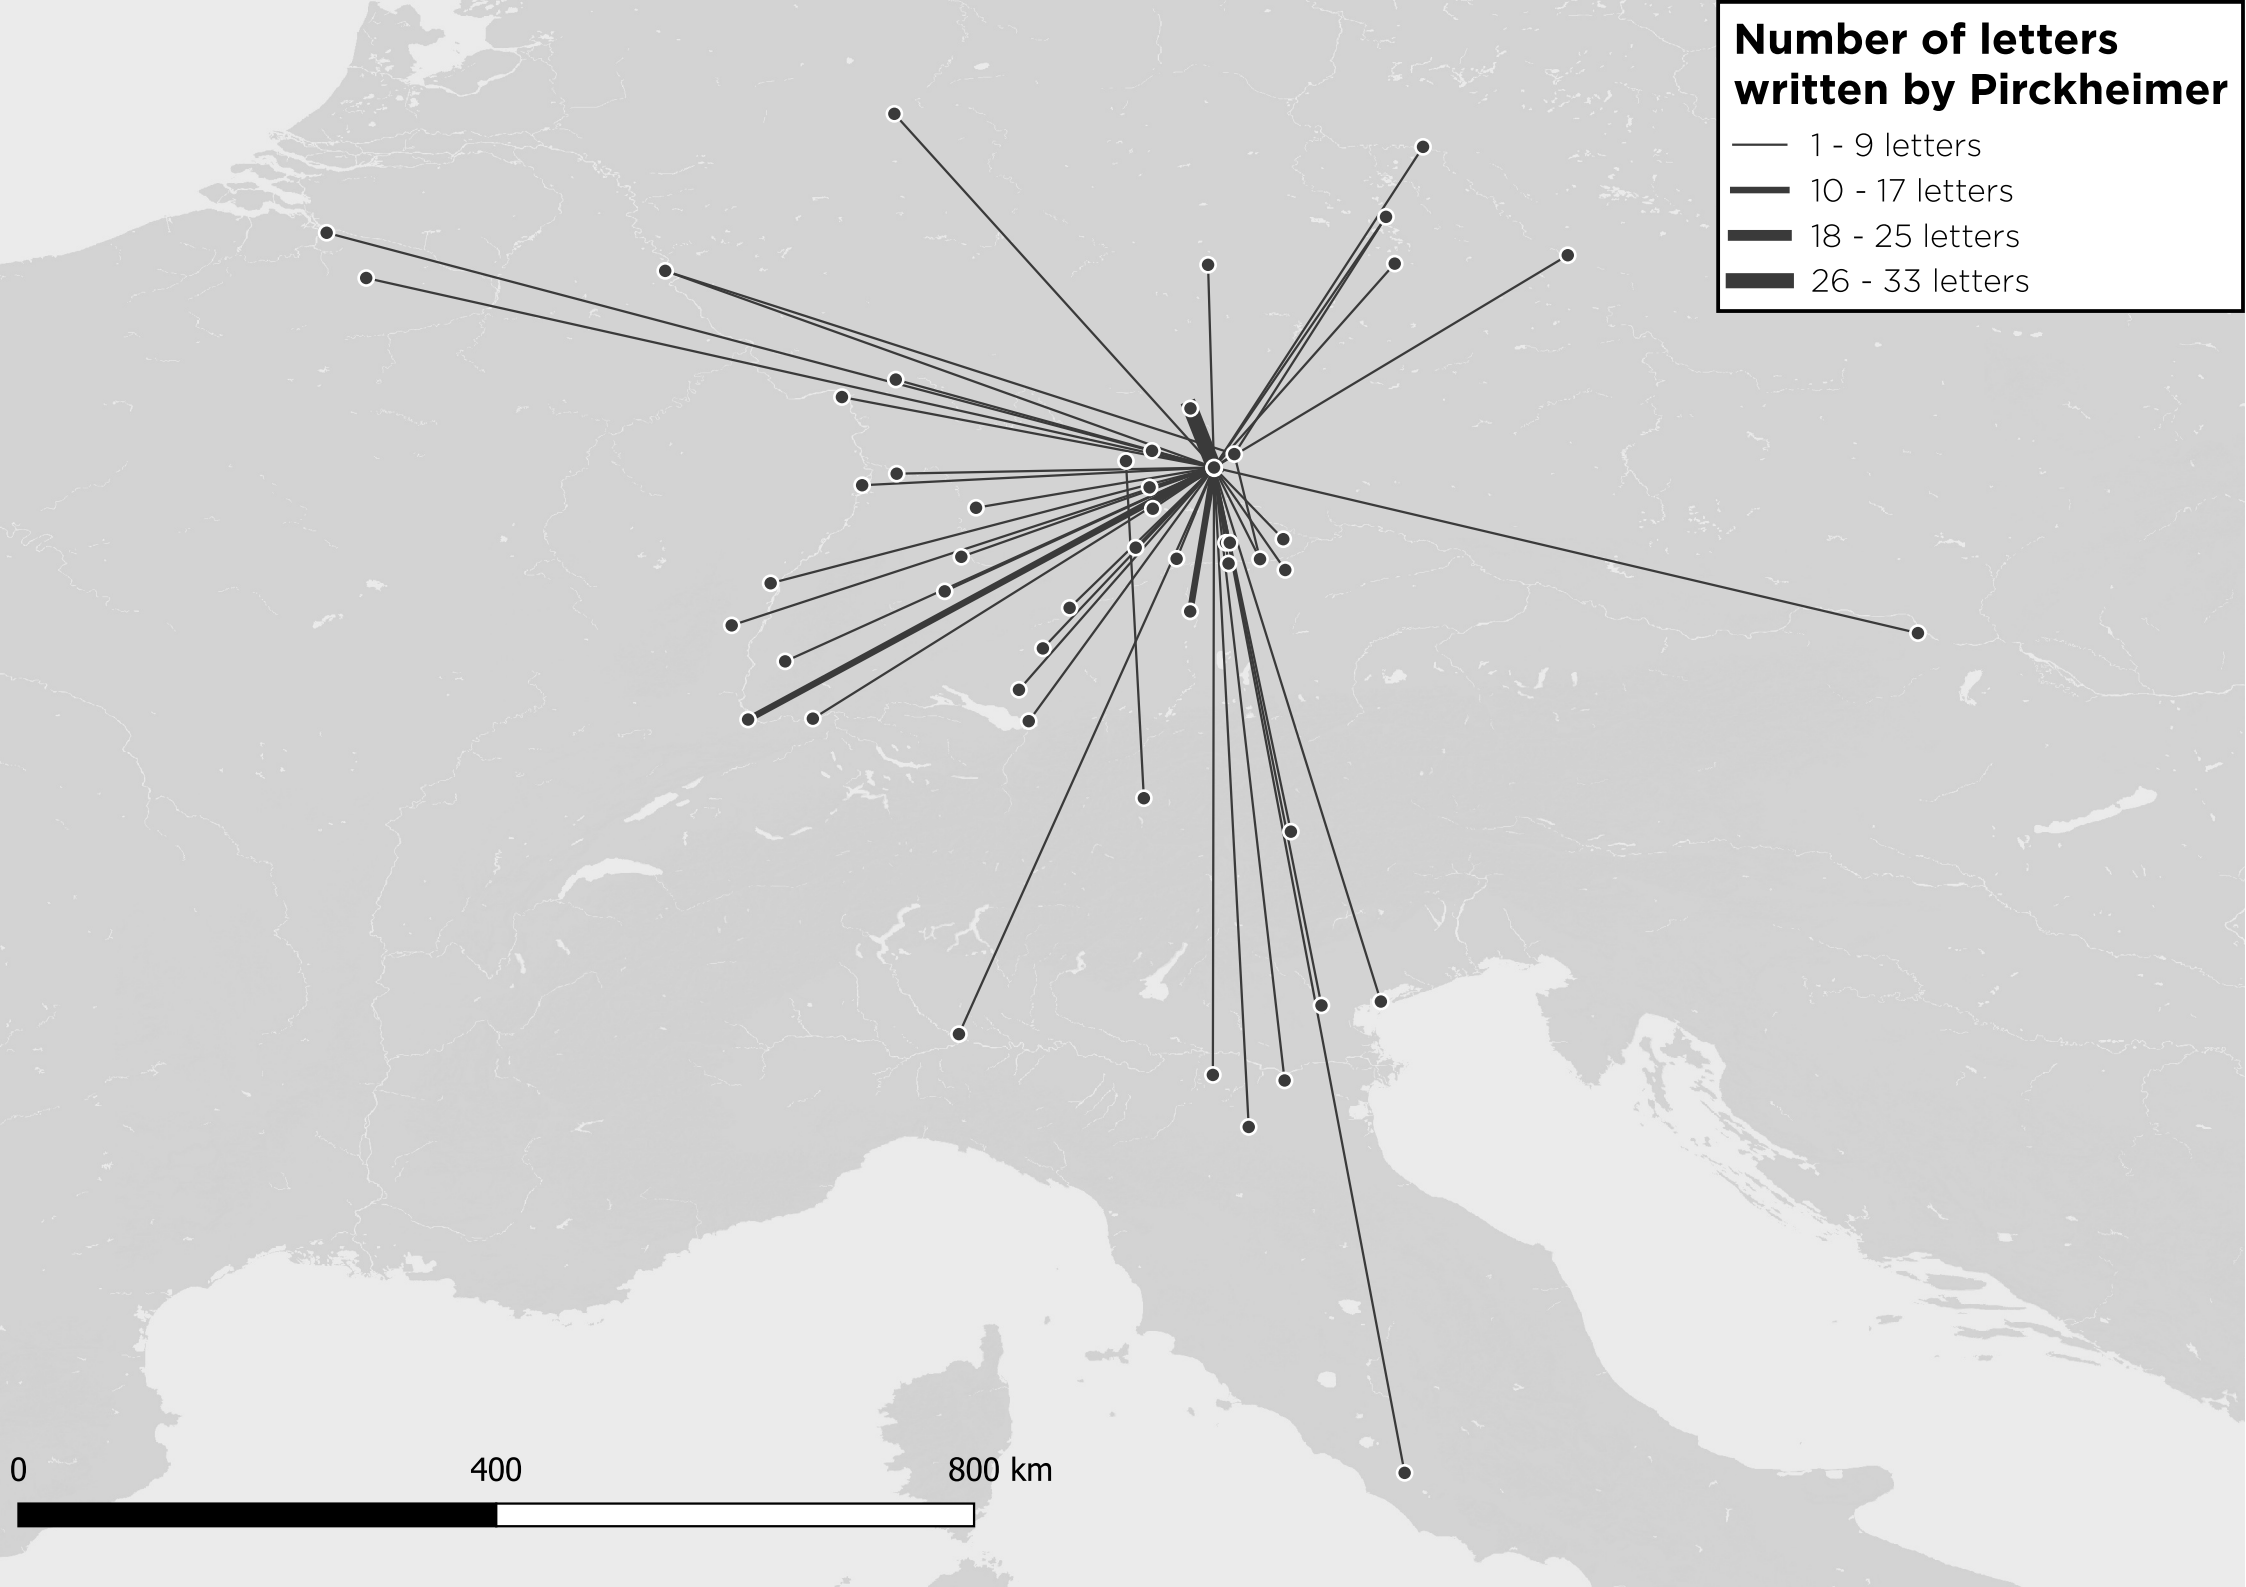 Number of letters
written by Pirckheimer
1 - 9 letters
10 - 17 letters
18 - 25 letters
26 - 33 letters
0 400 800 km